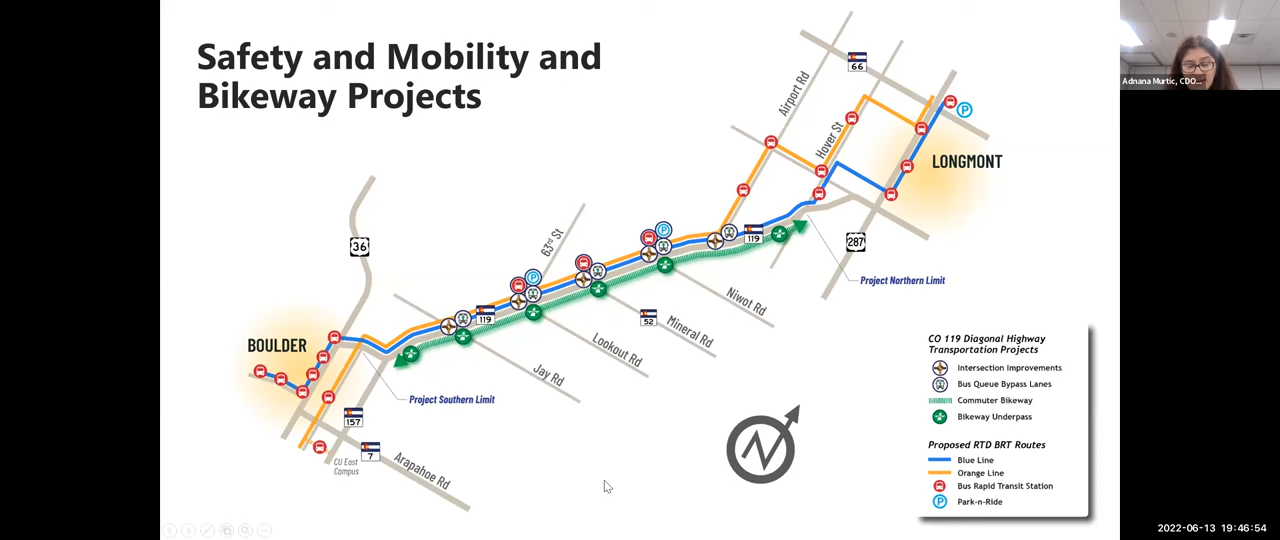 Safety and Mobility and
Bikeway Projects
Adnana Murtic, CDO...
66
Airport Rd
Hover St
P
LONGMONT
63rd St
P
119
287
36
Project Northern Limit
P
119
Niwot Rd
52
Mineral Rd
BOULDER
Lookout Rd
Jay Rd
Project Southern Limit
157
7
CU East
Campus
Arapahoe Rd
N
CO 119 Diagonal Highway
Transportation Projects
Intersection Improvements
Bus Queue Bypass Lanes
Commuter Bikeway
Bikeway Underpass
Proposed RTD BRT Routes
Blue Line
Orange Line
Bus Rapid Transit Station
P Park-n-Ride
2022-06-13 19:46:54